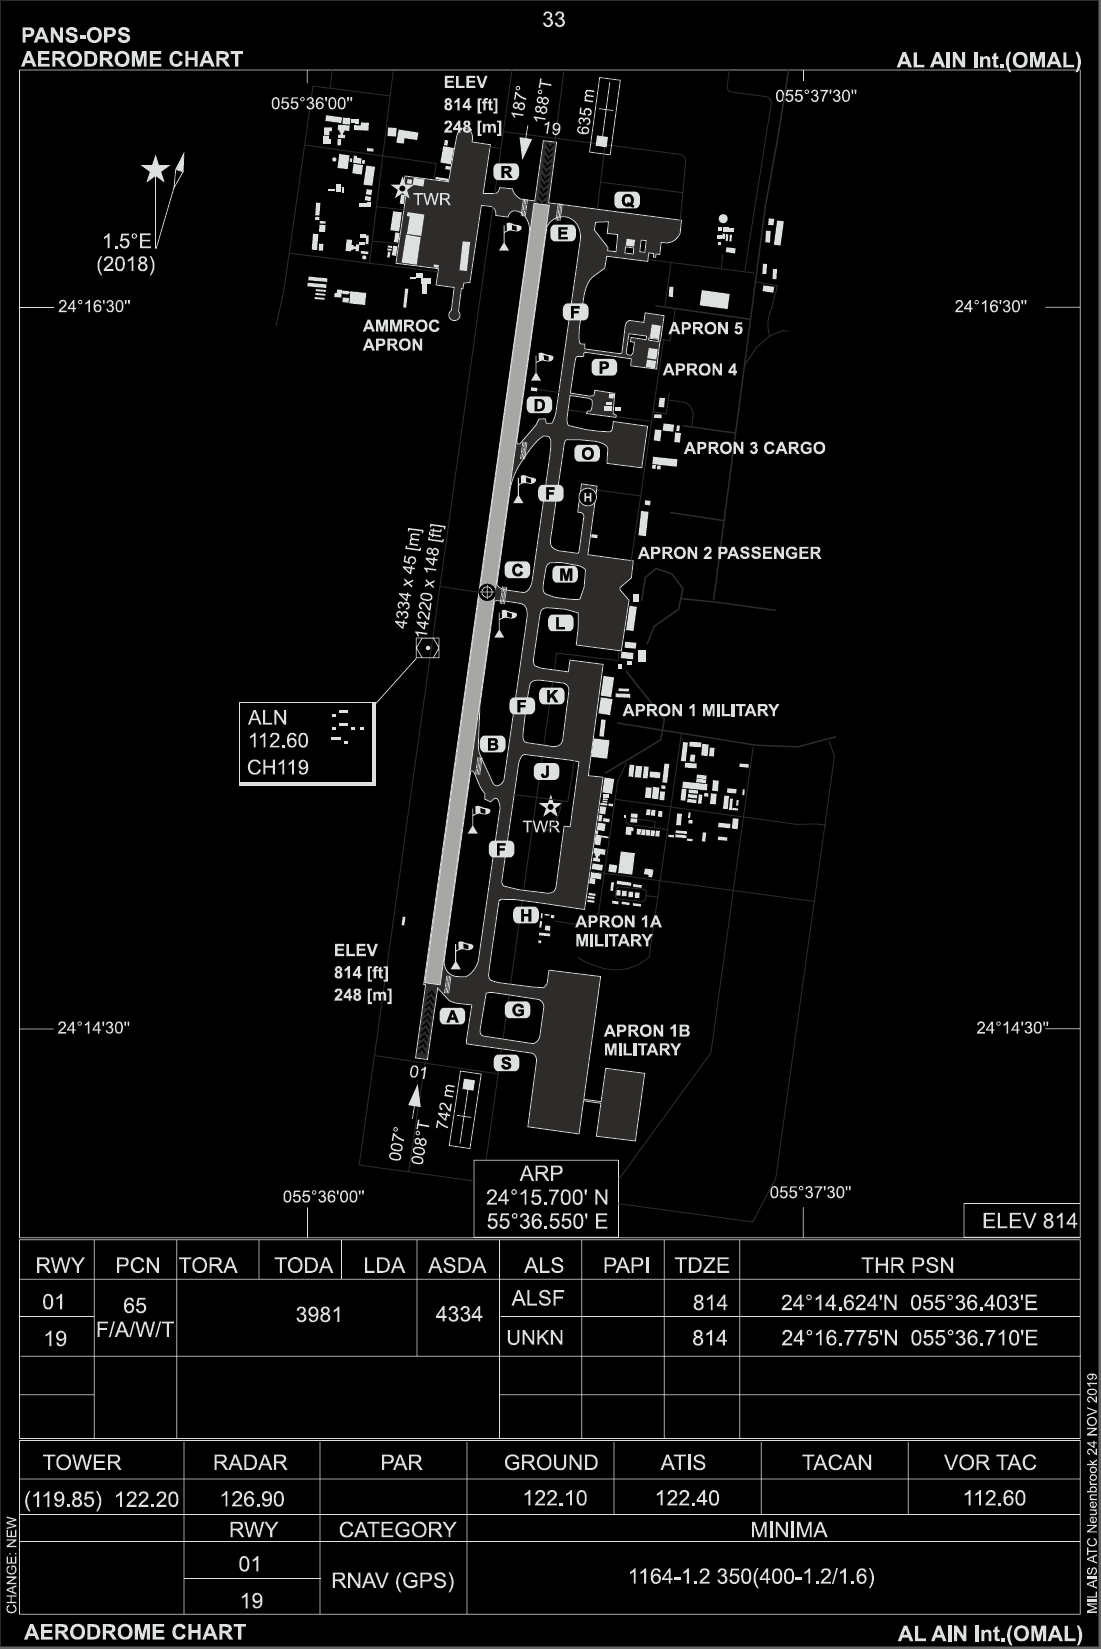 33
PANS-OPS
AERODROME CHART
AL AIN Int.(OMAL)
055°36'00"
ELEV
814 [ft]
248 [m]
187°
188°T
19
635 m
055°37'30"
R
TWR
Q
E
1.5°E
(2018)
24°16'30"
24°16'30"
F
AMMROC
APRON
APRON 5
P
APRON 4
D
O
APRON 3 CARGO
F
H
4334 x 45 [m]
14220 x 148 [ft]
APRON 2 PASSENGER
C
M
L
K
F
APRON 1 MILITARY
ALN
112.60
CH119
B
J
TWR
F
H
APRON 1A
MILITARY
ELEV
814 [ft]
248 [m]
A
G
24°14'30"
24°14'30"
APRON 1B
MILITARY
S
01
742 m
007°
008°T
ARP
24°15.700' N
55°36.550' E
055°36'00"
055°37'30"
ELEV 814
RWY PCN TORA TODA LDA ASDA ALS PAPI TDZE THR PSN
01 65 F/A/W/T 3981 4334 ALSF 814 24°14.624'N 055°36.403'E
19 UNKN 814 24°16.775'N 055°36.710'E
TOWER RADAR PAR GROUND ATIS TACAN VOR TAC
(119.85) 122.20 126.90 122.10 122.40 112.60
RWY CATEGORY MINIMA
01 RNAV (GPS) 1164-1.2 350(400-1.2/1.6)
19
CHANGE: NEW
MIL AIS ATC Neuenbrook 24 NOV 2019
AERODROME CHART
AL AIN Int.(OMAL)